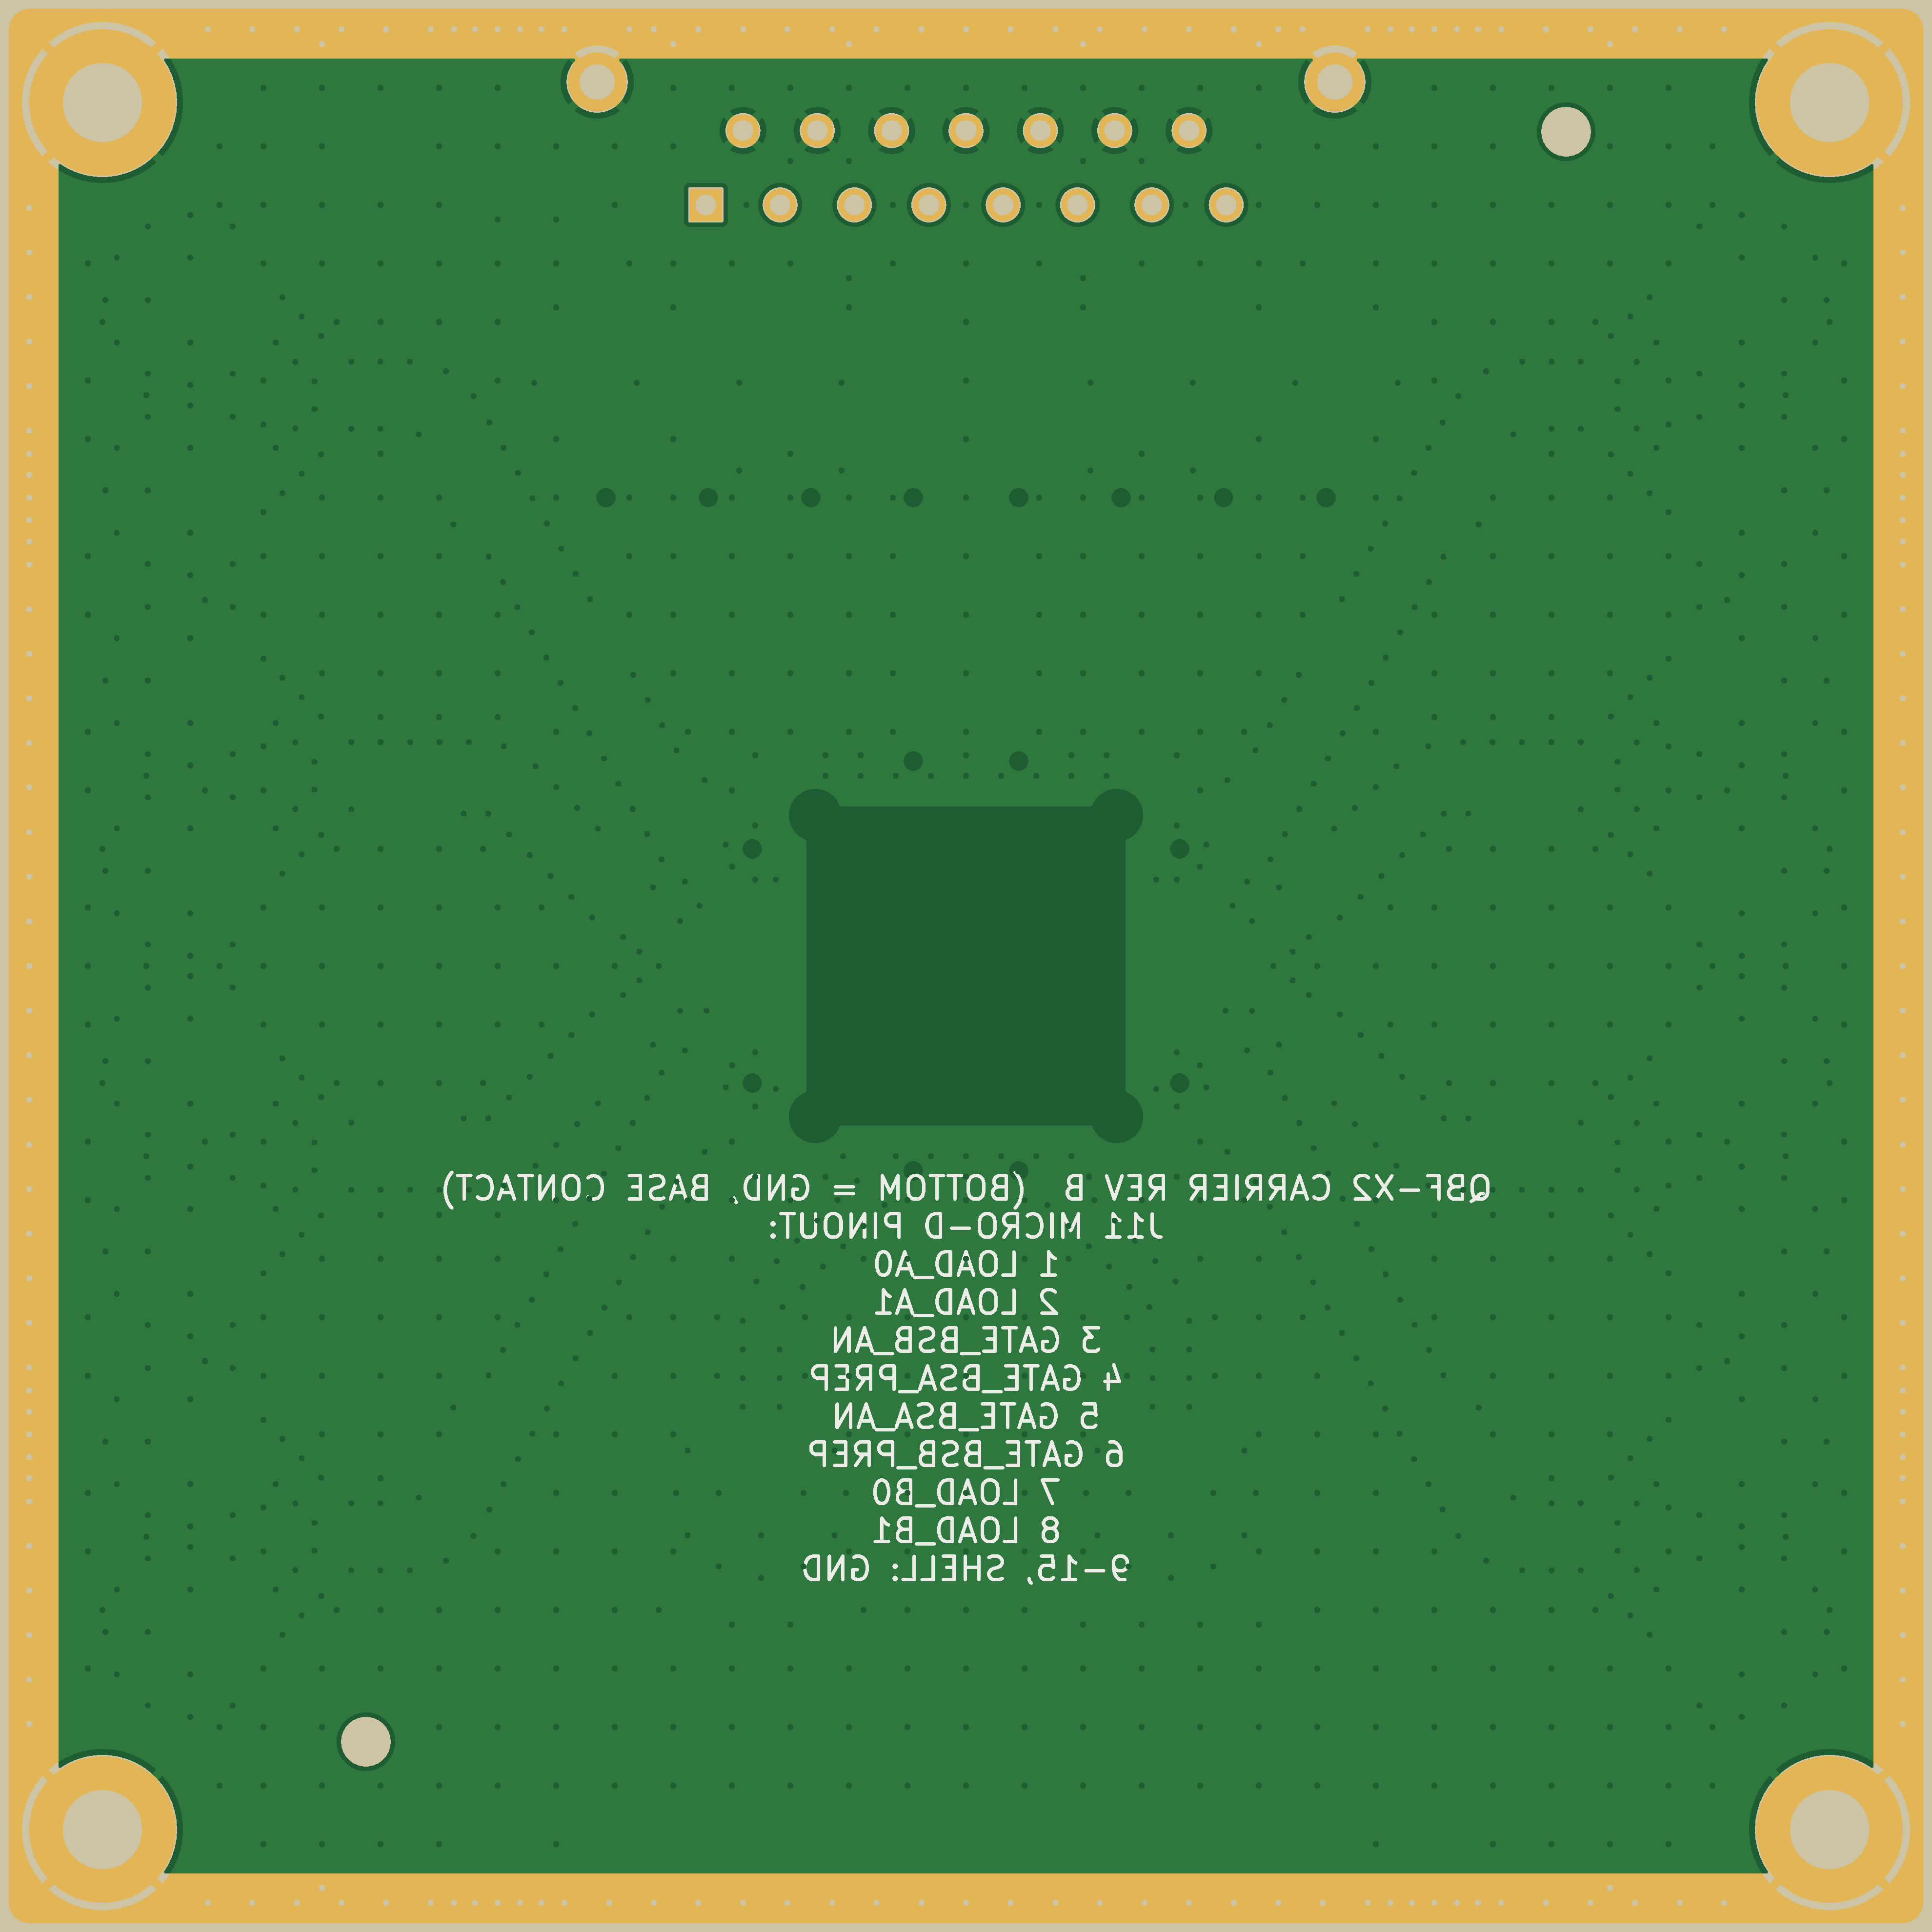 QBF-X2 CARRIER REV B (BOTTOM = GND, BASE CONTACT)
J11 MICRO-D PINOUT:
1 LOAD_A0
2 LOAD_A1
3 GATE_BSB_AN
4 GATE_BSA_PREP
5 GATE_BSA_AN
6 GATE_BSB_PREP
7 LOAD_B0
8 LOAD_B1
9-15, SHELL: GND